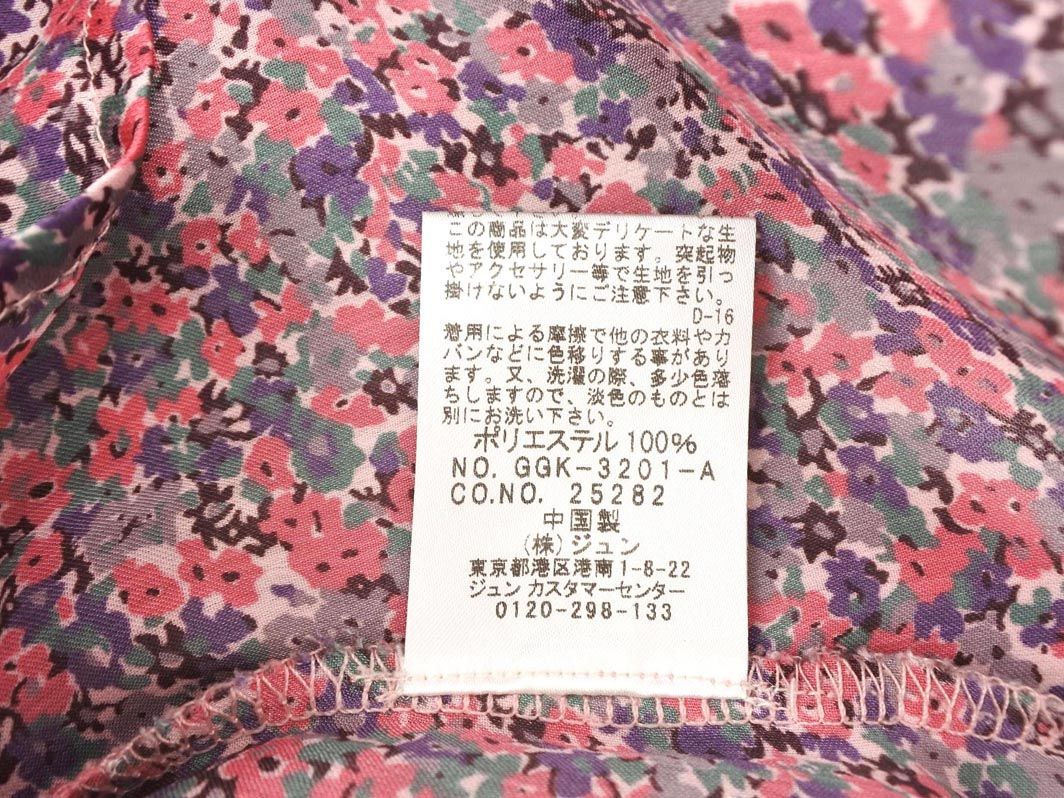 この商品は大変デリケートな生
地を使用しております。突起物
やアクセサリー等で生地を引っ
掛けないようにご注意下さい。
D-16
着用による摩擦で他の衣料やカ
バンなどに色移りする事があり
ます。又、洗濯の際、多少色落
ちしますので、淡色のものとは
別にお洗い下さい。
ポリエステル 100%
NO. GGK-3201-A
CO.NO. 25282
中国製
(株)ジュン
東京都港区港南1-8-22
ジュン カスタマーセンター
0120-298-133